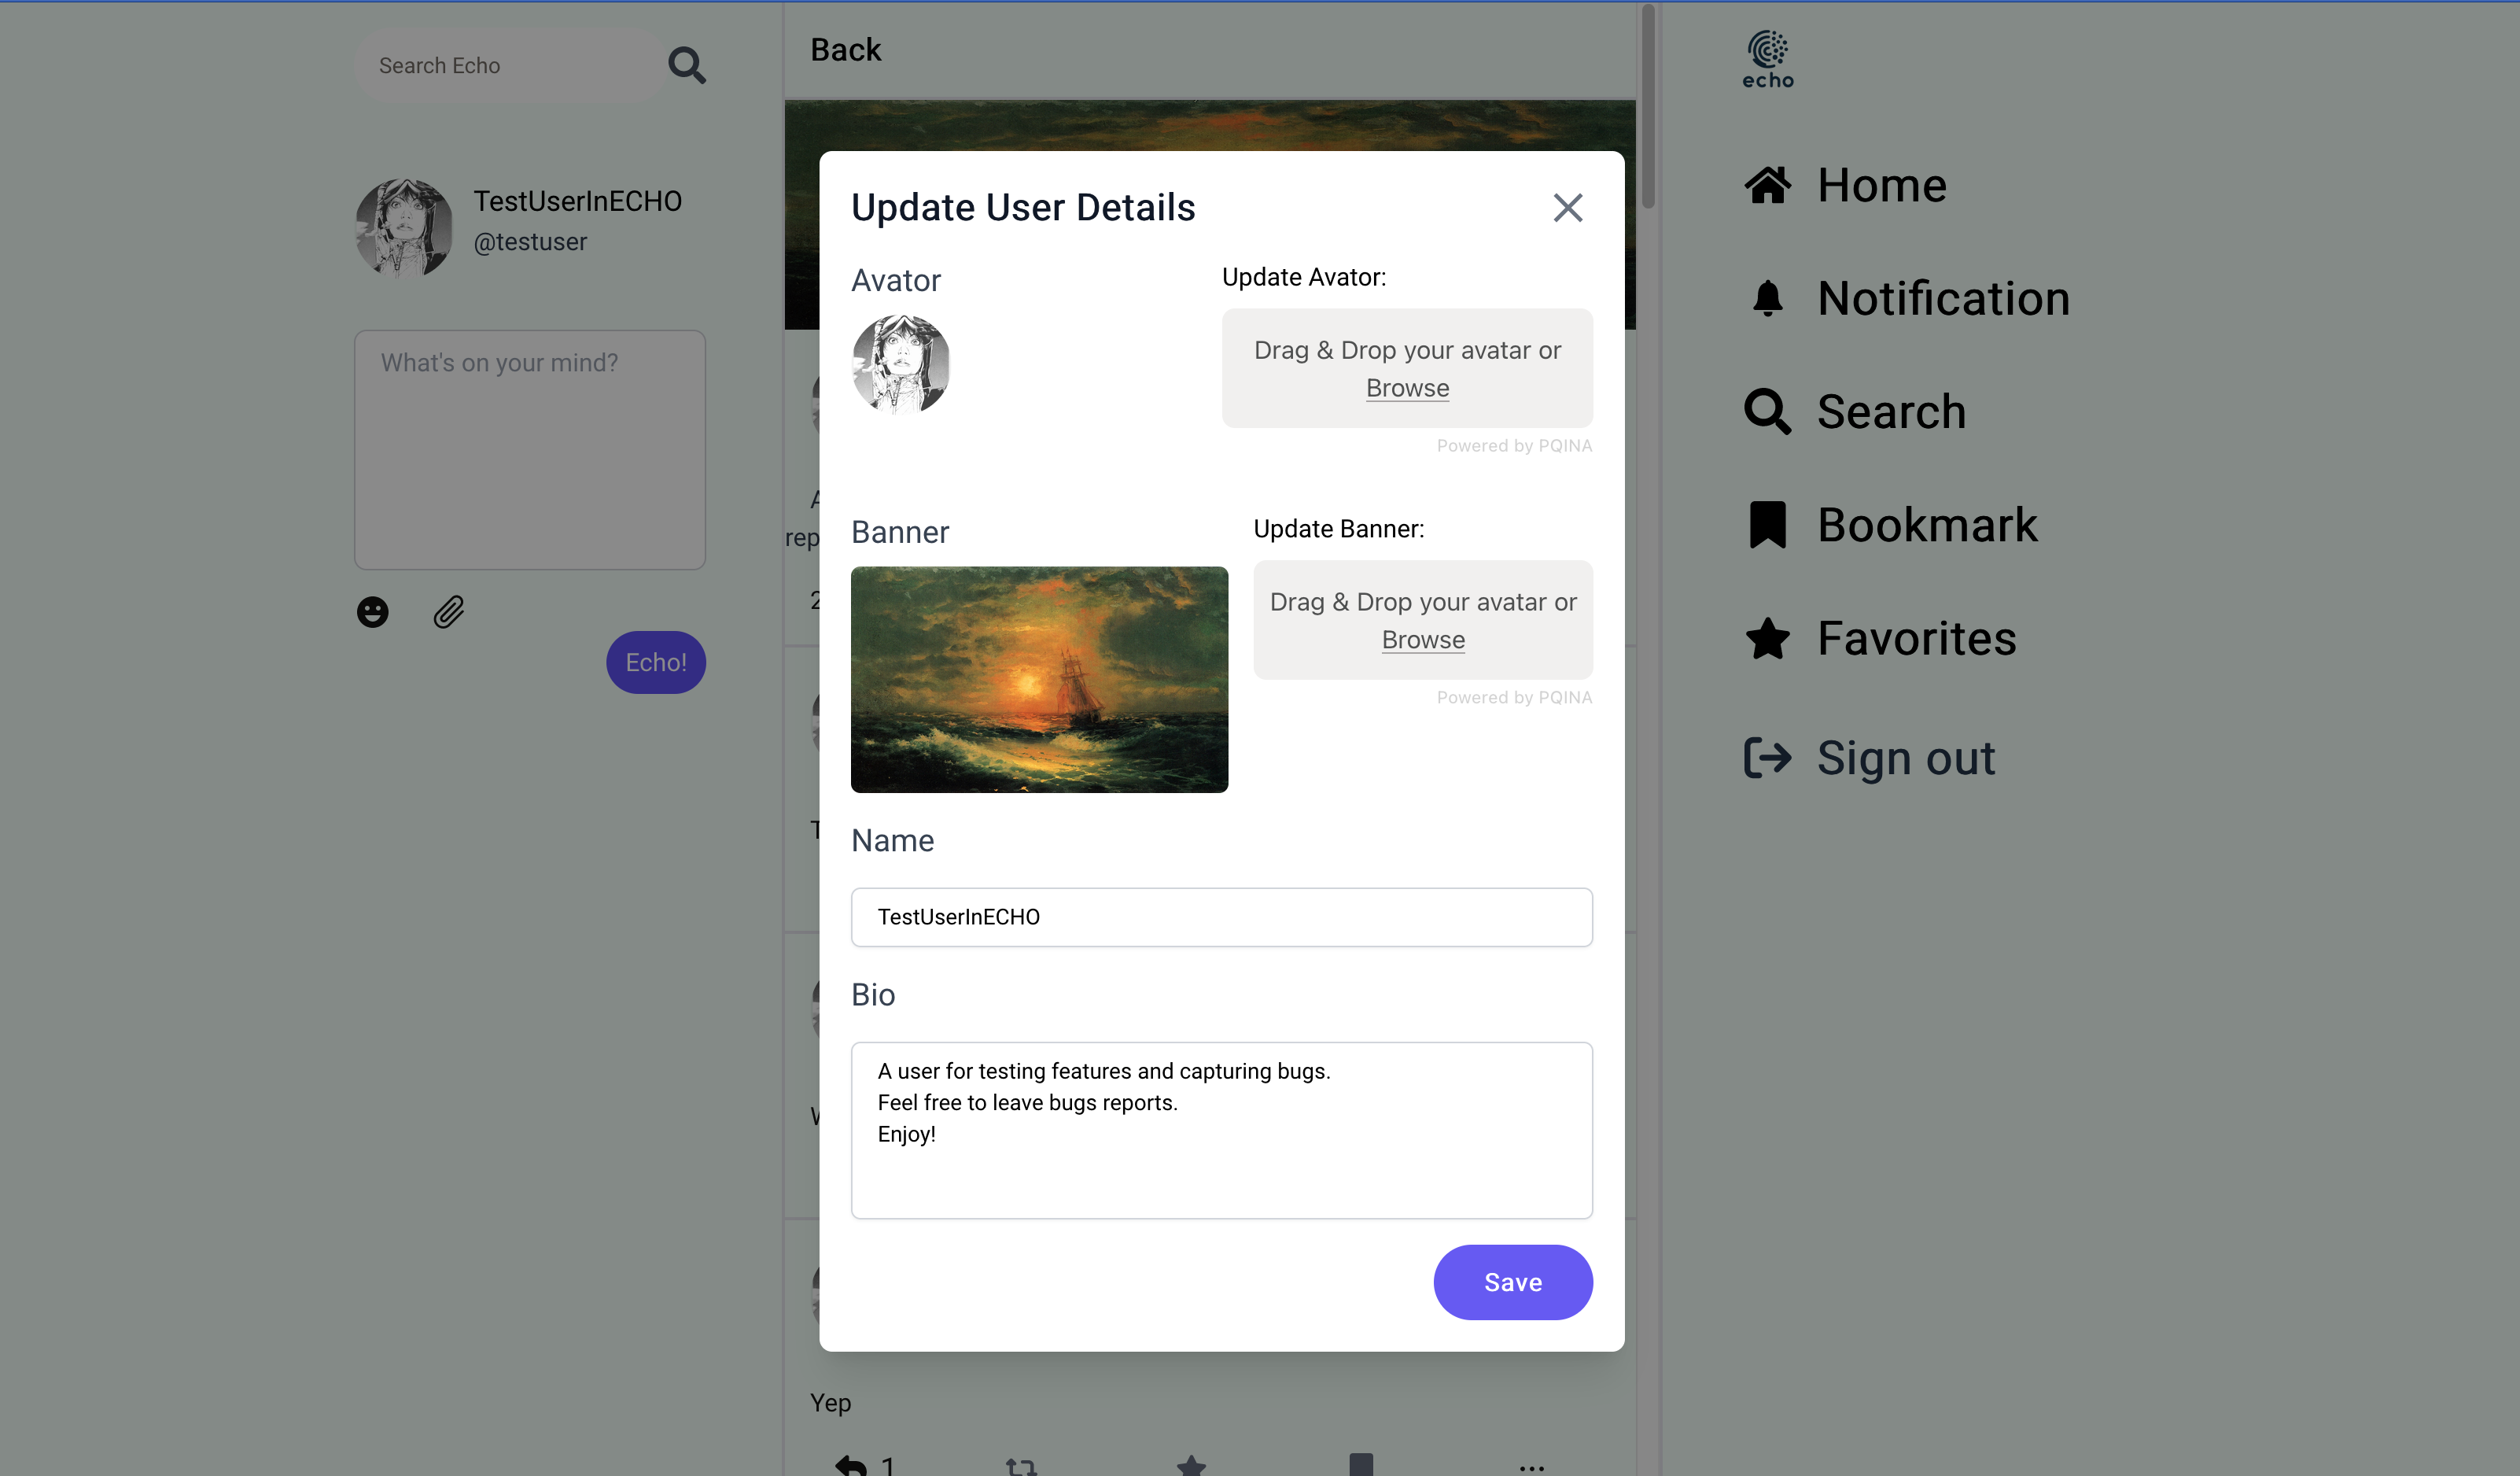 Search Echo
TestUserInECHO
@testuser
What's on your mind?
Echo!
Back
rep
2
Update User Details
Avator
Update Avator:
Drag & Drop your avatar or
Browse
Powered by PQINA
Banner
Update Banner:
Drag & Drop your avatar or
Browse
Powered by PQINA
Name
TestUserInECHO
Bio
A user for testing features and capturing bugs.
Feel free to leave bugs reports.
Enjoy!
Save
Yep
1
echo
Home
Notification
Search
Bookmark
Favorites
Sign out